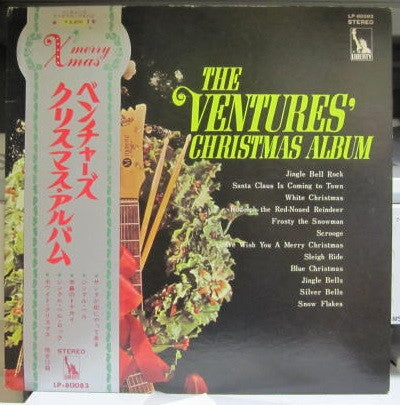 LP-80083
STEREO
LIBERTY
X merry
mas
ベンチャーズ
クリスマス・アルバム
STEREO
LP-80083
THE
VENTURES'
CHRISTMAS ALBUM
Jingle Bell Rock
Santa Claus Is Coming to Town
White Christmas
the Red-Nosed Reindeer
Frosty the Snowman
Scrooge
Wish You A Merry Christmas
Sleigh Ride
Blue Christmas
Jingle Bells
Silver Bells
Snow Flakes